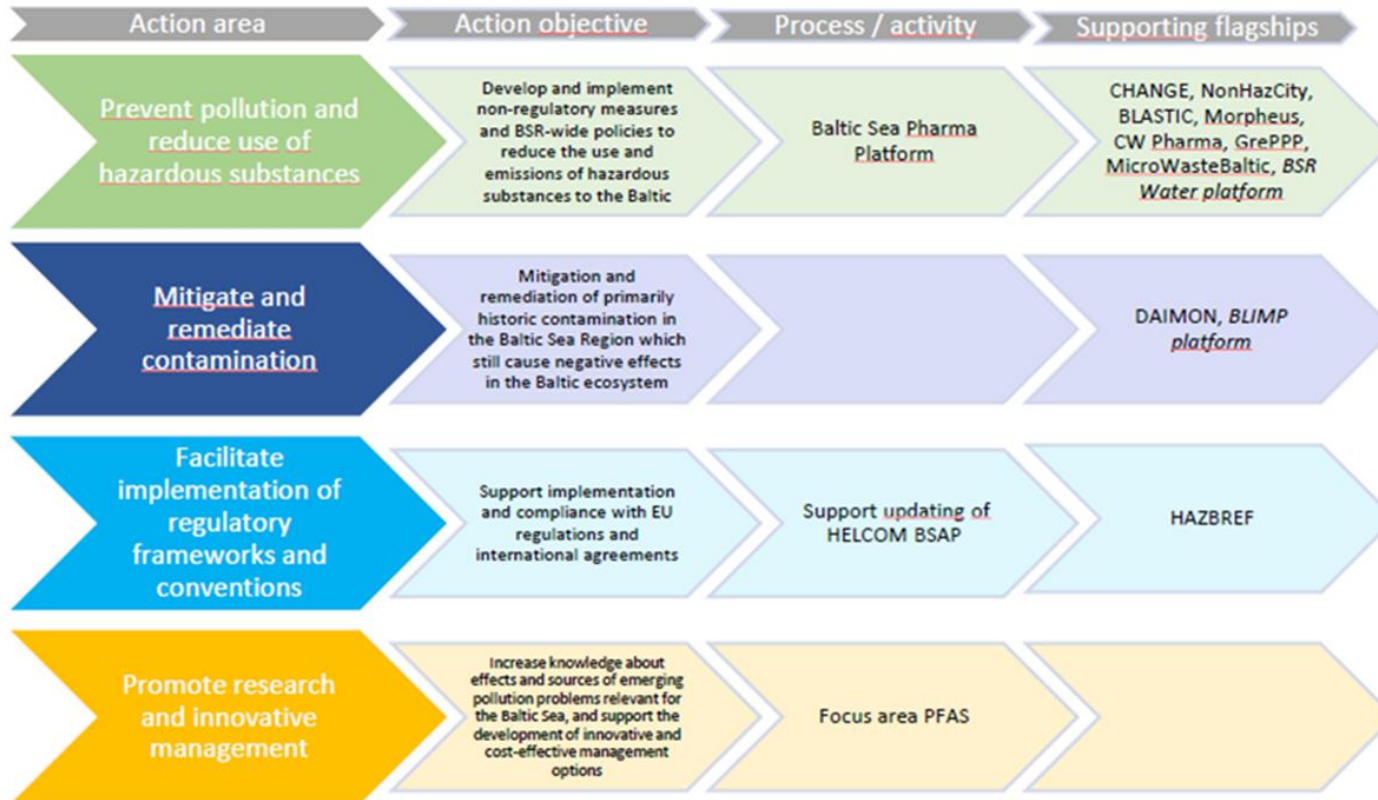 Action area
Action objective
Process / activity
Supporting flagships
Prevent pollution and
reduce use of
hazardous substances
Develop and implement
non-regulatory measures
and BSR-wide policies to
reduce the use and
emissions of hazardous
substances to the Baltic
Baltic Sea Pharma
Platform
CHANGE, NonHazCity,
BLASTIC, Morpheus,
CW Pharma, GrePPP,
MicroWasteBaltic, BSR
Water platform
Mitigate and
remediate
contamination
Mitigation and
remediation of primarily
historic contamination in
the Baltic Sea Region which
still cause negative effects
in the Baltic ecosystem
DAIMON, BLIMP
platform
Facilitate
implementation of
regulatory
frameworks and
conventions
Support implementation
and compliance with EU
regulations and
international agreements
Support updating of
HELCOM BSAP
HAZBREF
Promote research
and innovative
management
Increase knowledge about
effects and sources of emerging
pollution problems relevant for
the Baltic Sea, and support the
development of innovative and
cost-effective management
options
Focus area PFAS